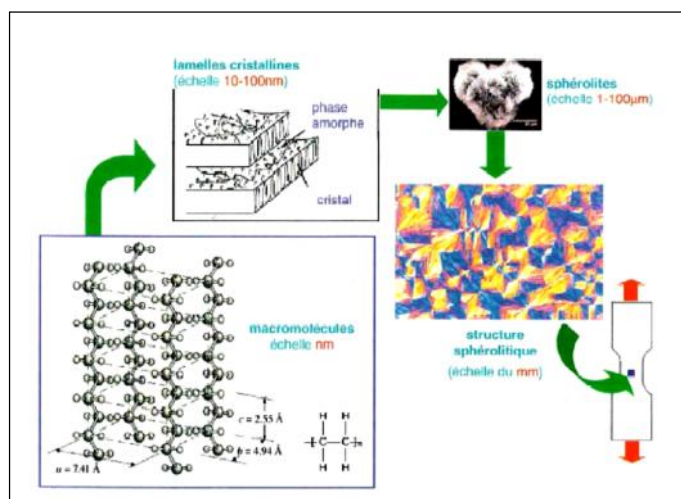 lamelles cristallines
(échelle 10-100nm)
phase
amorphe
cristal
sphérolites
(échelle 1-100µm)
macromolécules
échelle nm
c = 2.55 Å
b = 4.94 Å
a = 7.41 Å
H H
C C
n
H H
structure
sphérolitique
(échelle du mm)